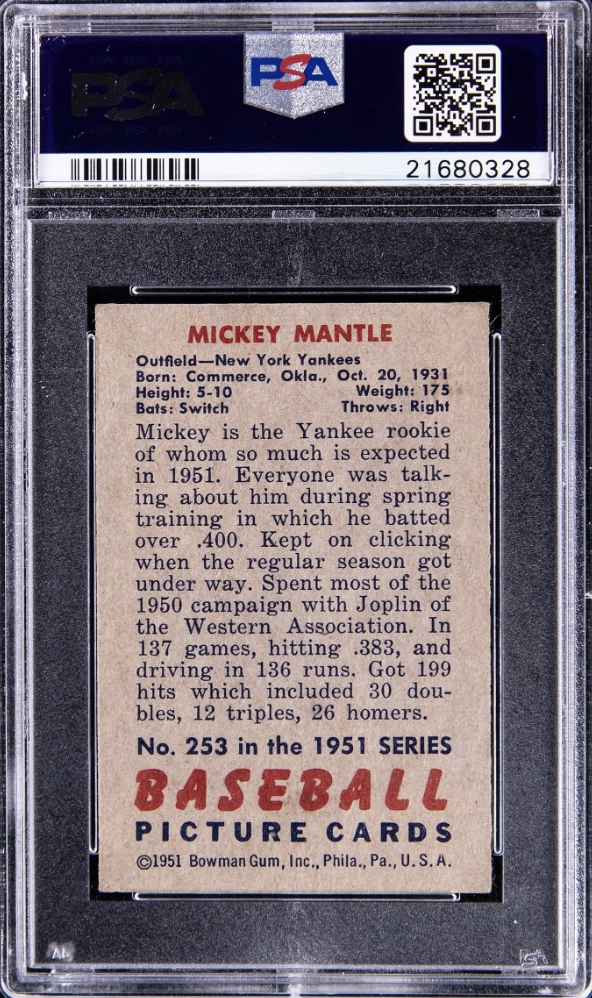 PSA
PSA
21680328
MICKEY MANTLE
Outfield—New York Yankees
Born: Commerce, Okla., Oct. 20, 1931
Height: 5-10 Weight: 175
Bats: Switch Throws: Right
Mickey is the Yankee rookie
of whom so much is expected
in 1951. Everyone was talk-
ing about him during spring
training in which he batted
over .400. Kept on clicking
when the regular season got
under way. Spent most of the
1950 campaign with Joplin of
the Western Association. In
137 games, hitting .383, and
driving in 136 runs. Got 199
hits which included 30 dou-
bles, 12 triples, 26 homers.
No. 253 in the 1951 SERIES
BASEBALL
PICTURE CARDS
©1951 Bowman Gum, Inc., Phila., Pa., U.S.A.
PSA